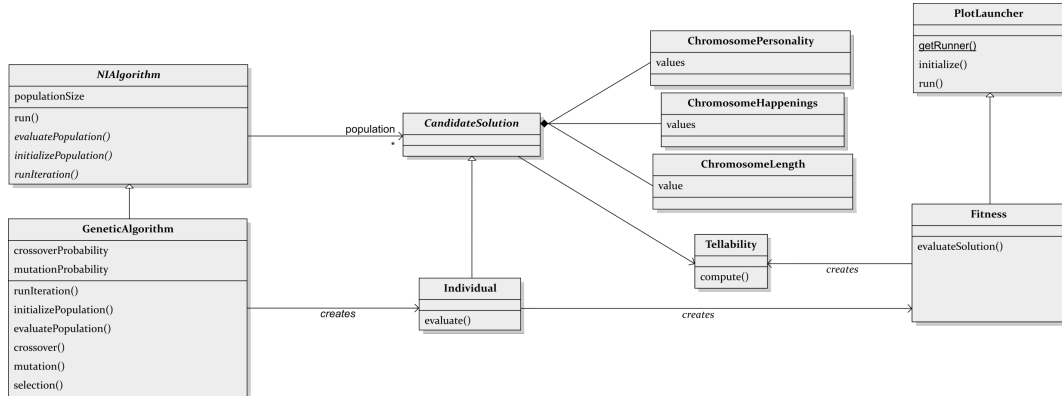 NIAlgorithm
populationSize
run()
evaluatePopulation()
initializePopulation()
runIteration()
GeneticAlgorithm
crossoverProbability
mutationProbability
runIteration()
initializePopulation()
evaluatePopulation()
crossover()
mutation()
selection()
population
*
CandidateSolution
creates
Individual
evaluate()
ChromosomePersonality
values
ChromosomeHappenings
values
ChromosomeLength
value
Tellability
compute()
creates
creates
PlotLauncher
getRunner()
initialize()
run()
Fitness
evaluateSolution()